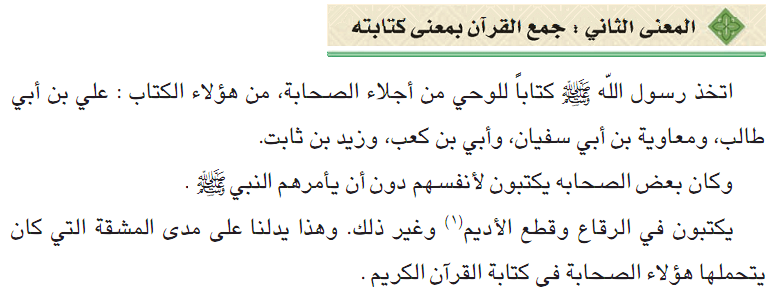 المعنى الثاني : جمع القرآن بمعنى كتابته
اتخذ رسول اللّه ﷺ كتاباً للوحي من أجلاء الصحابة، من هؤلاء الكتاب : علي بن أبي
طالب، ومعاوية بن أبي سفيان، وأبي بن كعب، وزيد بن ثابت.
وكان بعض الصحابه يكتبون لأنفسهم دون أن يأمرهم النبي ﷺ .
يكتبون في الرقاع وقطع الأديم(١) وغير ذلك. وهذا يدلنا على مدى المشقة التي كان
يتحملها هؤلاء الصحابة في كتابة القرآن الكريم .